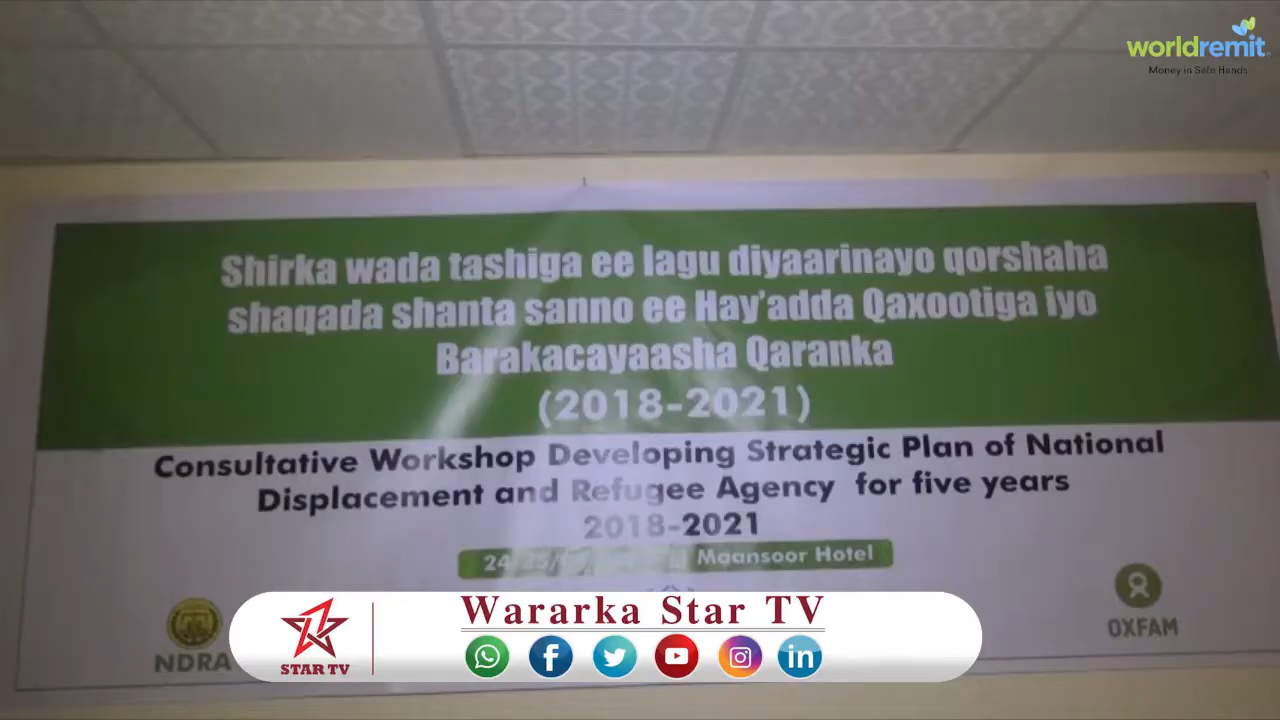 worldremit
Money in Safe Hands
Shirka wada tashiga ee lagu diyaarinayo qorshaha
shaqada shanta sanno ee Hay'adda Qaxootiga iyo
Barakacayaasha Qaranka
(2018-2021)
Consultative Workshop Developing Strategic Plan of National
Displacement and Refugee Agency for five years
2018-2021
Maansoor Hotel
NDRA
OXFAM
STAR TV
Wararka Star TV